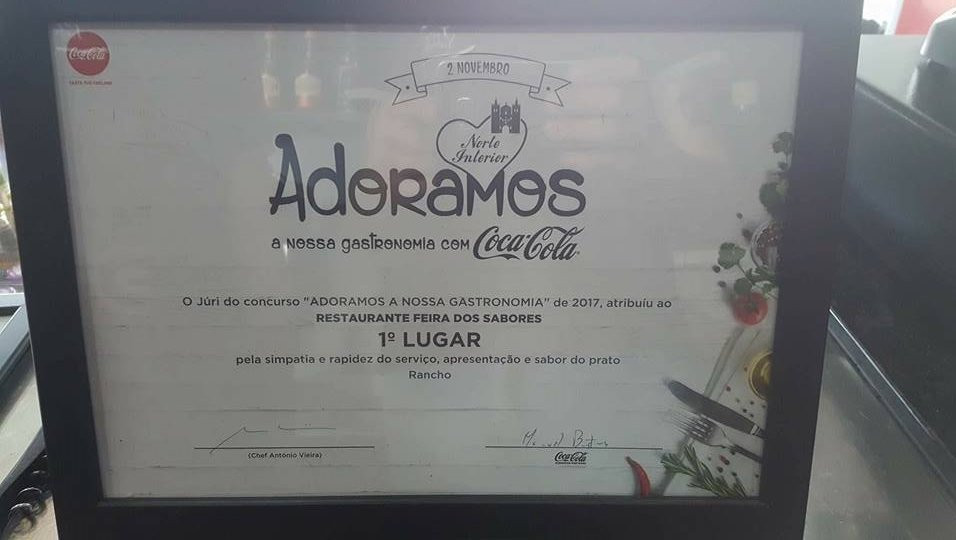 Coca-Cola
2 NOVEMBRO
Norte
Interior
ADORAMOS
a nossa gastronomia com Coca-Cola
O Júri do concurso "ADORAMOS A NOSSA GASTRONOMIA" de 2017, atribuíu ao
RESTAURANTE FEIRA DOS SABORES
1º LUGAR
pela simpatia e rapidez do serviço, apresentação e sabor do prato
Rancho
(Chef António Vieira)
Coca-Cola